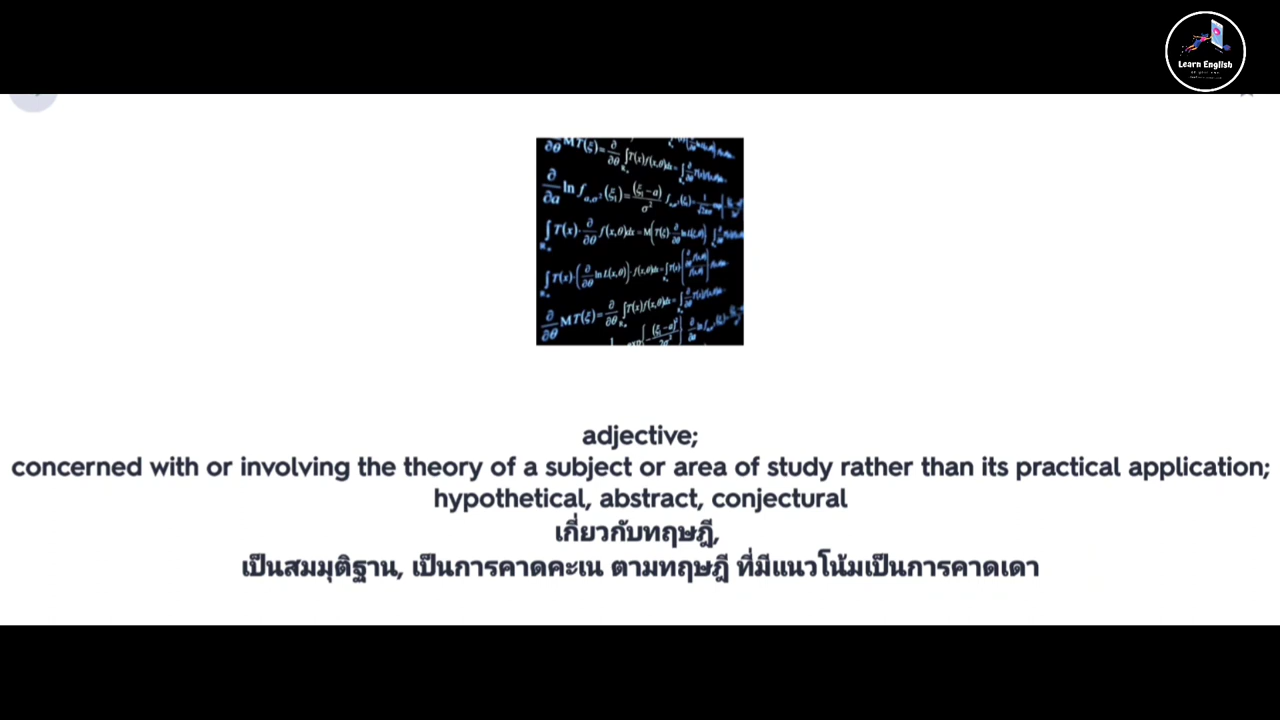 Learn English
adjective;
concerned with or involving the theory of a subject or area of study rather than its practical application;
hypothetical, abstract, conjectural
เกี่ยวกับทฤษฎี,
เป็นสมมุติฐาน, เป็นการคาดคะเน ตามทฤษฎี ที่มีแนวโน้มเป็นการคาดเดา